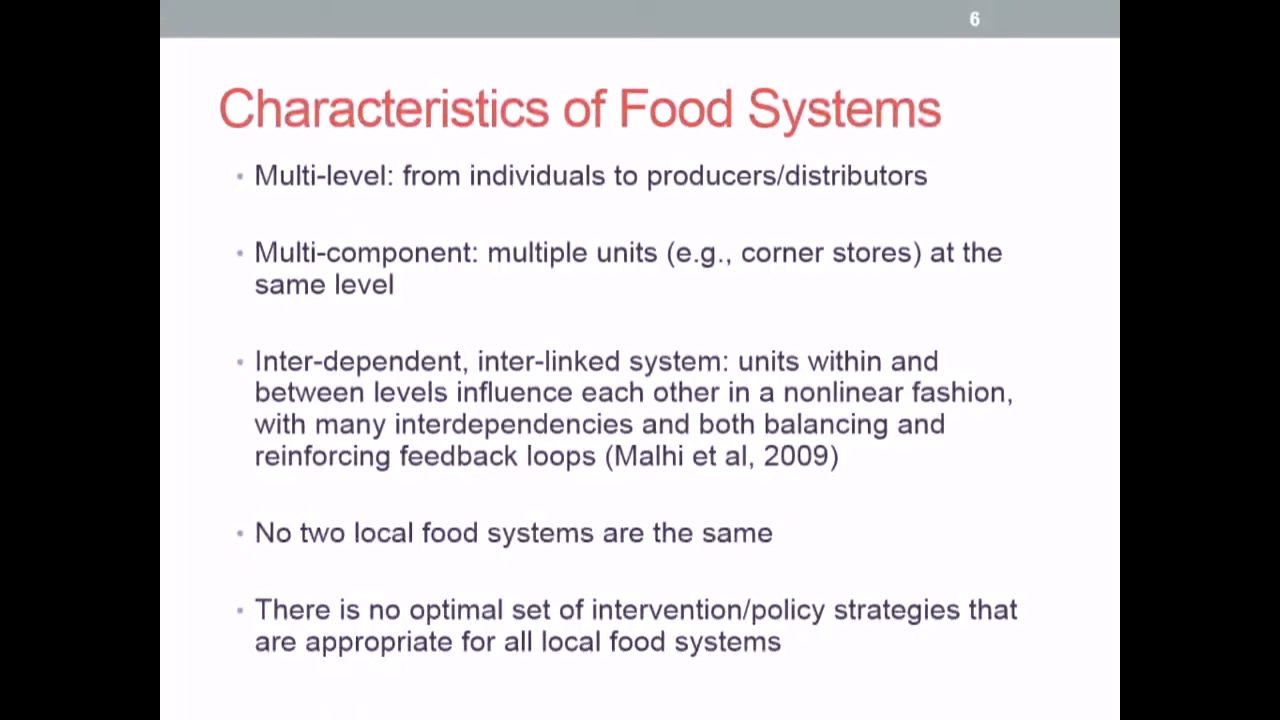 6
Characteristics of Food Systems
• Multi-level: from individuals to producers/distributors
• Multi-component: multiple units (e.g., corner stores) at the
same level
• Inter-dependent, inter-linked system: units within and
between levels influence each other in a nonlinear fashion,
with many interdependencies and both balancing and
reinforcing feedback loops (Malhi et al, 2009)
• No two local food systems are the same
• There is no optimal set of intervention/policy strategies that
are appropriate for all local food systems